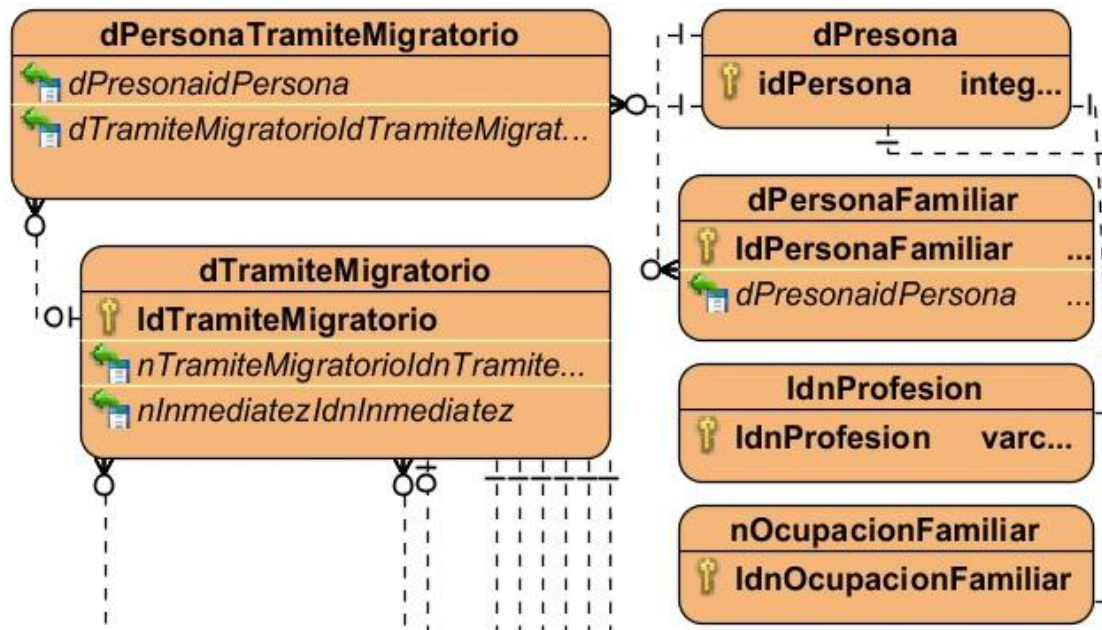 dPersonaTramiteMigratorio
dPresonaidPersona
dTramiteMigratorioIdTramiteMigrat...
dTramiteMigratorio
IdTramiteMigratorio
nTramiteMigratorioIdnTramite...
nInmediatezIdnInmediatez
dPresona
idPersona integ...
dPersonaFamiliar
IdPersonaFamiliar ...
dPresonaidPersona ...
IdnProfesion
IdnProfesion varc...
nOcupacionFamiliar
IdnOcupacionFamiliar